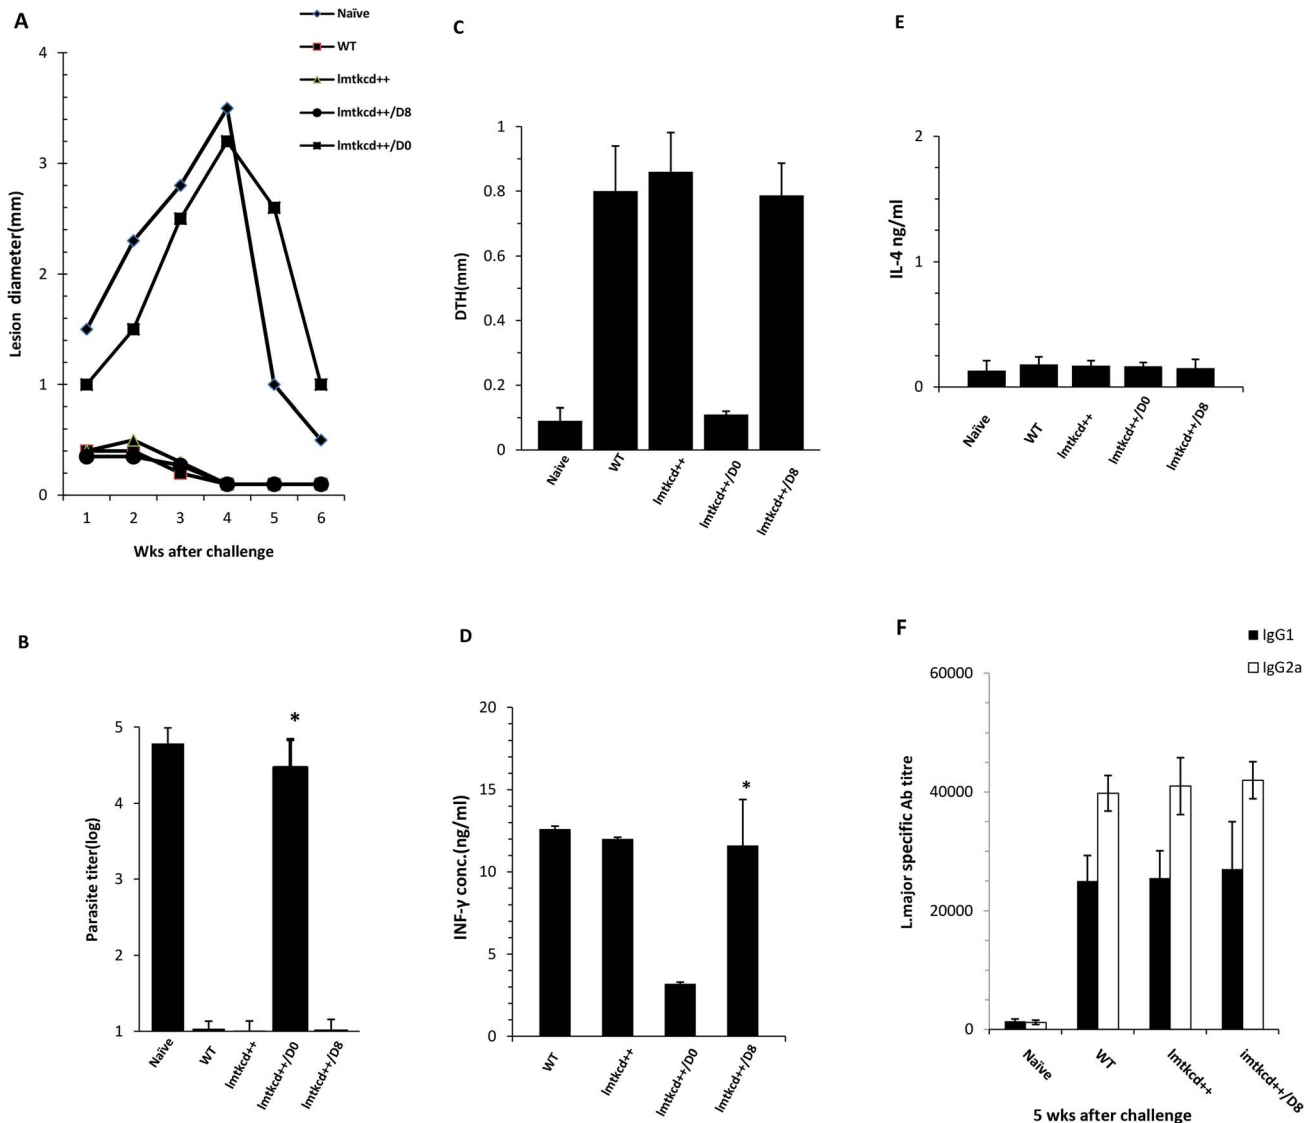 A
Naïve
WT
lmtkcd++
lmtkcd++/D8
lmtkcd++/D0
4
3
2
1
0
Lesion diameter(mm)
1 2 3 4 5 6
Wks after challenge
C
1
0.8
0.6
0.4
0.2
0
DTH(mm)
Naive
WT
lmtkcd++
lmtkcd++/D0
lmtkcd++/D8
E
2
1
0
IL-4 ng/ml
Naïve
WT
lmtkcd++
lmtkcd++/D0
lmtkcd++/D8
B
5
4
3
2
1
Parasite titer(log)
*
Naïve
WT
lmtkcd++
lmtkcd++/D0
lmtkcd++/D8
D
20
15
10
5
0
INF-γ conc.(ng/ml)
*
WT
lmtkcd++
lmtkcd++/D0
lmtkcd++/D8
F
IgG1
IgG2a
60000
40000
20000
0
L.major specific Ab titre
Naïve
WT
lmtkcd++
imtkcd++/D8
5 wks after challenge